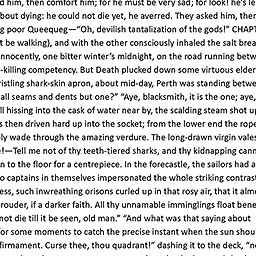 d him, then comfort him; for he must be very sad; for look! he's le
bout dying: he could not die yet, he averred. They asked him, then
g poor Queequeg—“Oh, devilish tantalization of the gods!” CHAPT
t be walking), and with the other consciously inhaled the salt brea
innocently, one bitter winter’s midnight, on the road running betw
-killing competency. But Death plucked down some virtuous elder
ristling shark-skin apron, about mid-day, Perth was standing betwe
all seams and dents but one?” “Aye, blacksmith, it is the one; aye,
ll hissing into the cask of water near by, the scalding steam shot up
s then driven hard up into the socket; from the lower end the rope
ely wade through the amazing verdure. The long-drawn virgin vales
e!—Tell me not of thy teeth-tiered sharks, and thy kidnapping cann
n to the floor for a centrepiece. In the forecastle, the sailors had a
o captains in themselves impersonated the whole striking contrast
ess, such inwreathing orisons curled up in that rosy air, that it alm
rouder, if a darker faith. All thy unnamable imminglings float bene
not die till it be seen, old man.” “And what was that saying about
for some moments to catch the precise instant when the sun shou
firmament. Curse thee, thou quadrant!” dashing it to the deck, “n